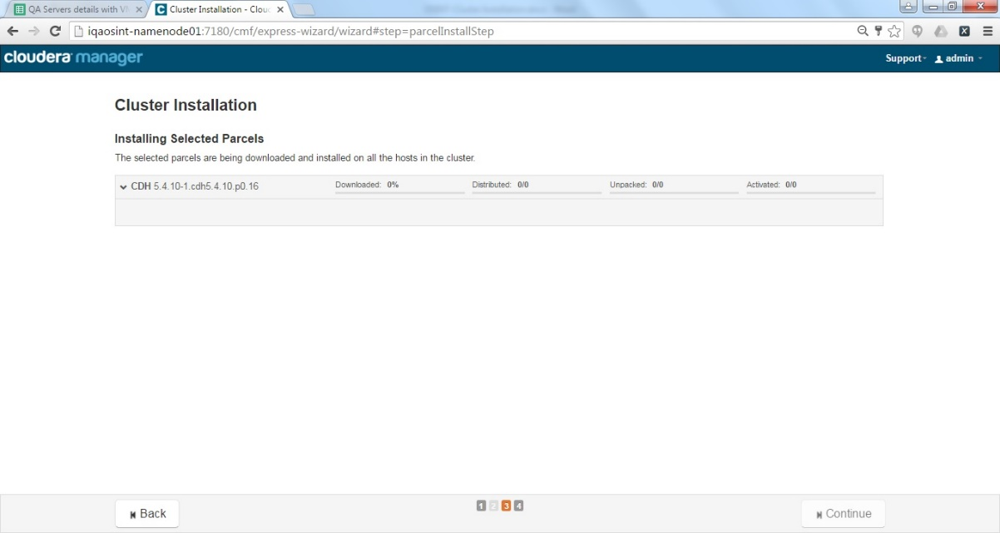 QA Servers details with V
Cluster Installation - Clou
iqaosint-namenode01:7180/cmf/express-wizard/wizard#step=parcelInstallStep
cloudera manager
Support
admin
Cluster Installation
Installing Selected Parcels
The selected parcels are being downloaded and installed on all the hosts in the cluster.
CDH 5.4.10-1.cdh5.4.10.p0.16
Downloaded: 0%
Distributed: 0/0
Unpacked: 0/0
Activated: 0/0
Back
1 2 3 4
Continue